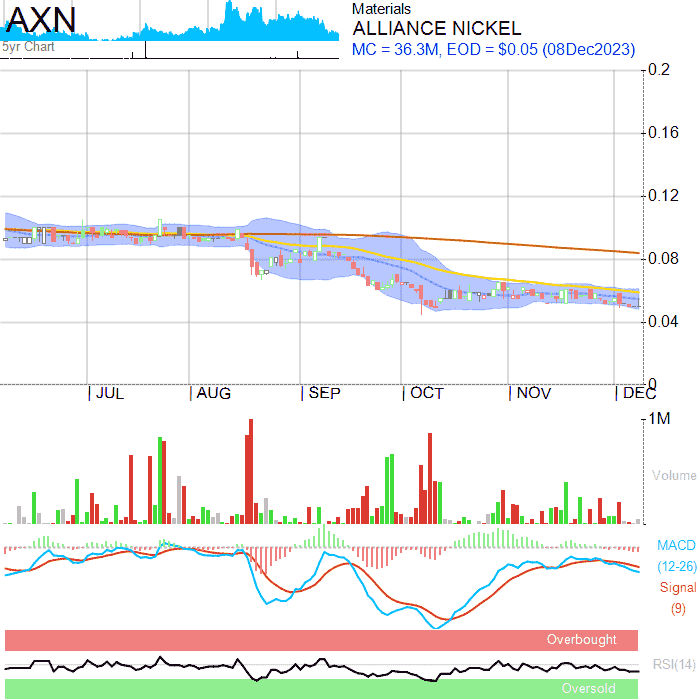 AXN
5yr Chart
Materials
ALLIANCE NICKEL
MC = 36.3M, EOD = $0.05 (08Dec2023)
0.2
0.16
0.12
0.08
0.04
0
JUL AUG SEP OCT NOV DEC
1M
Volume
MACD
(12-26)
Signal
(9)
Overbought
RSI(14)
Oversold